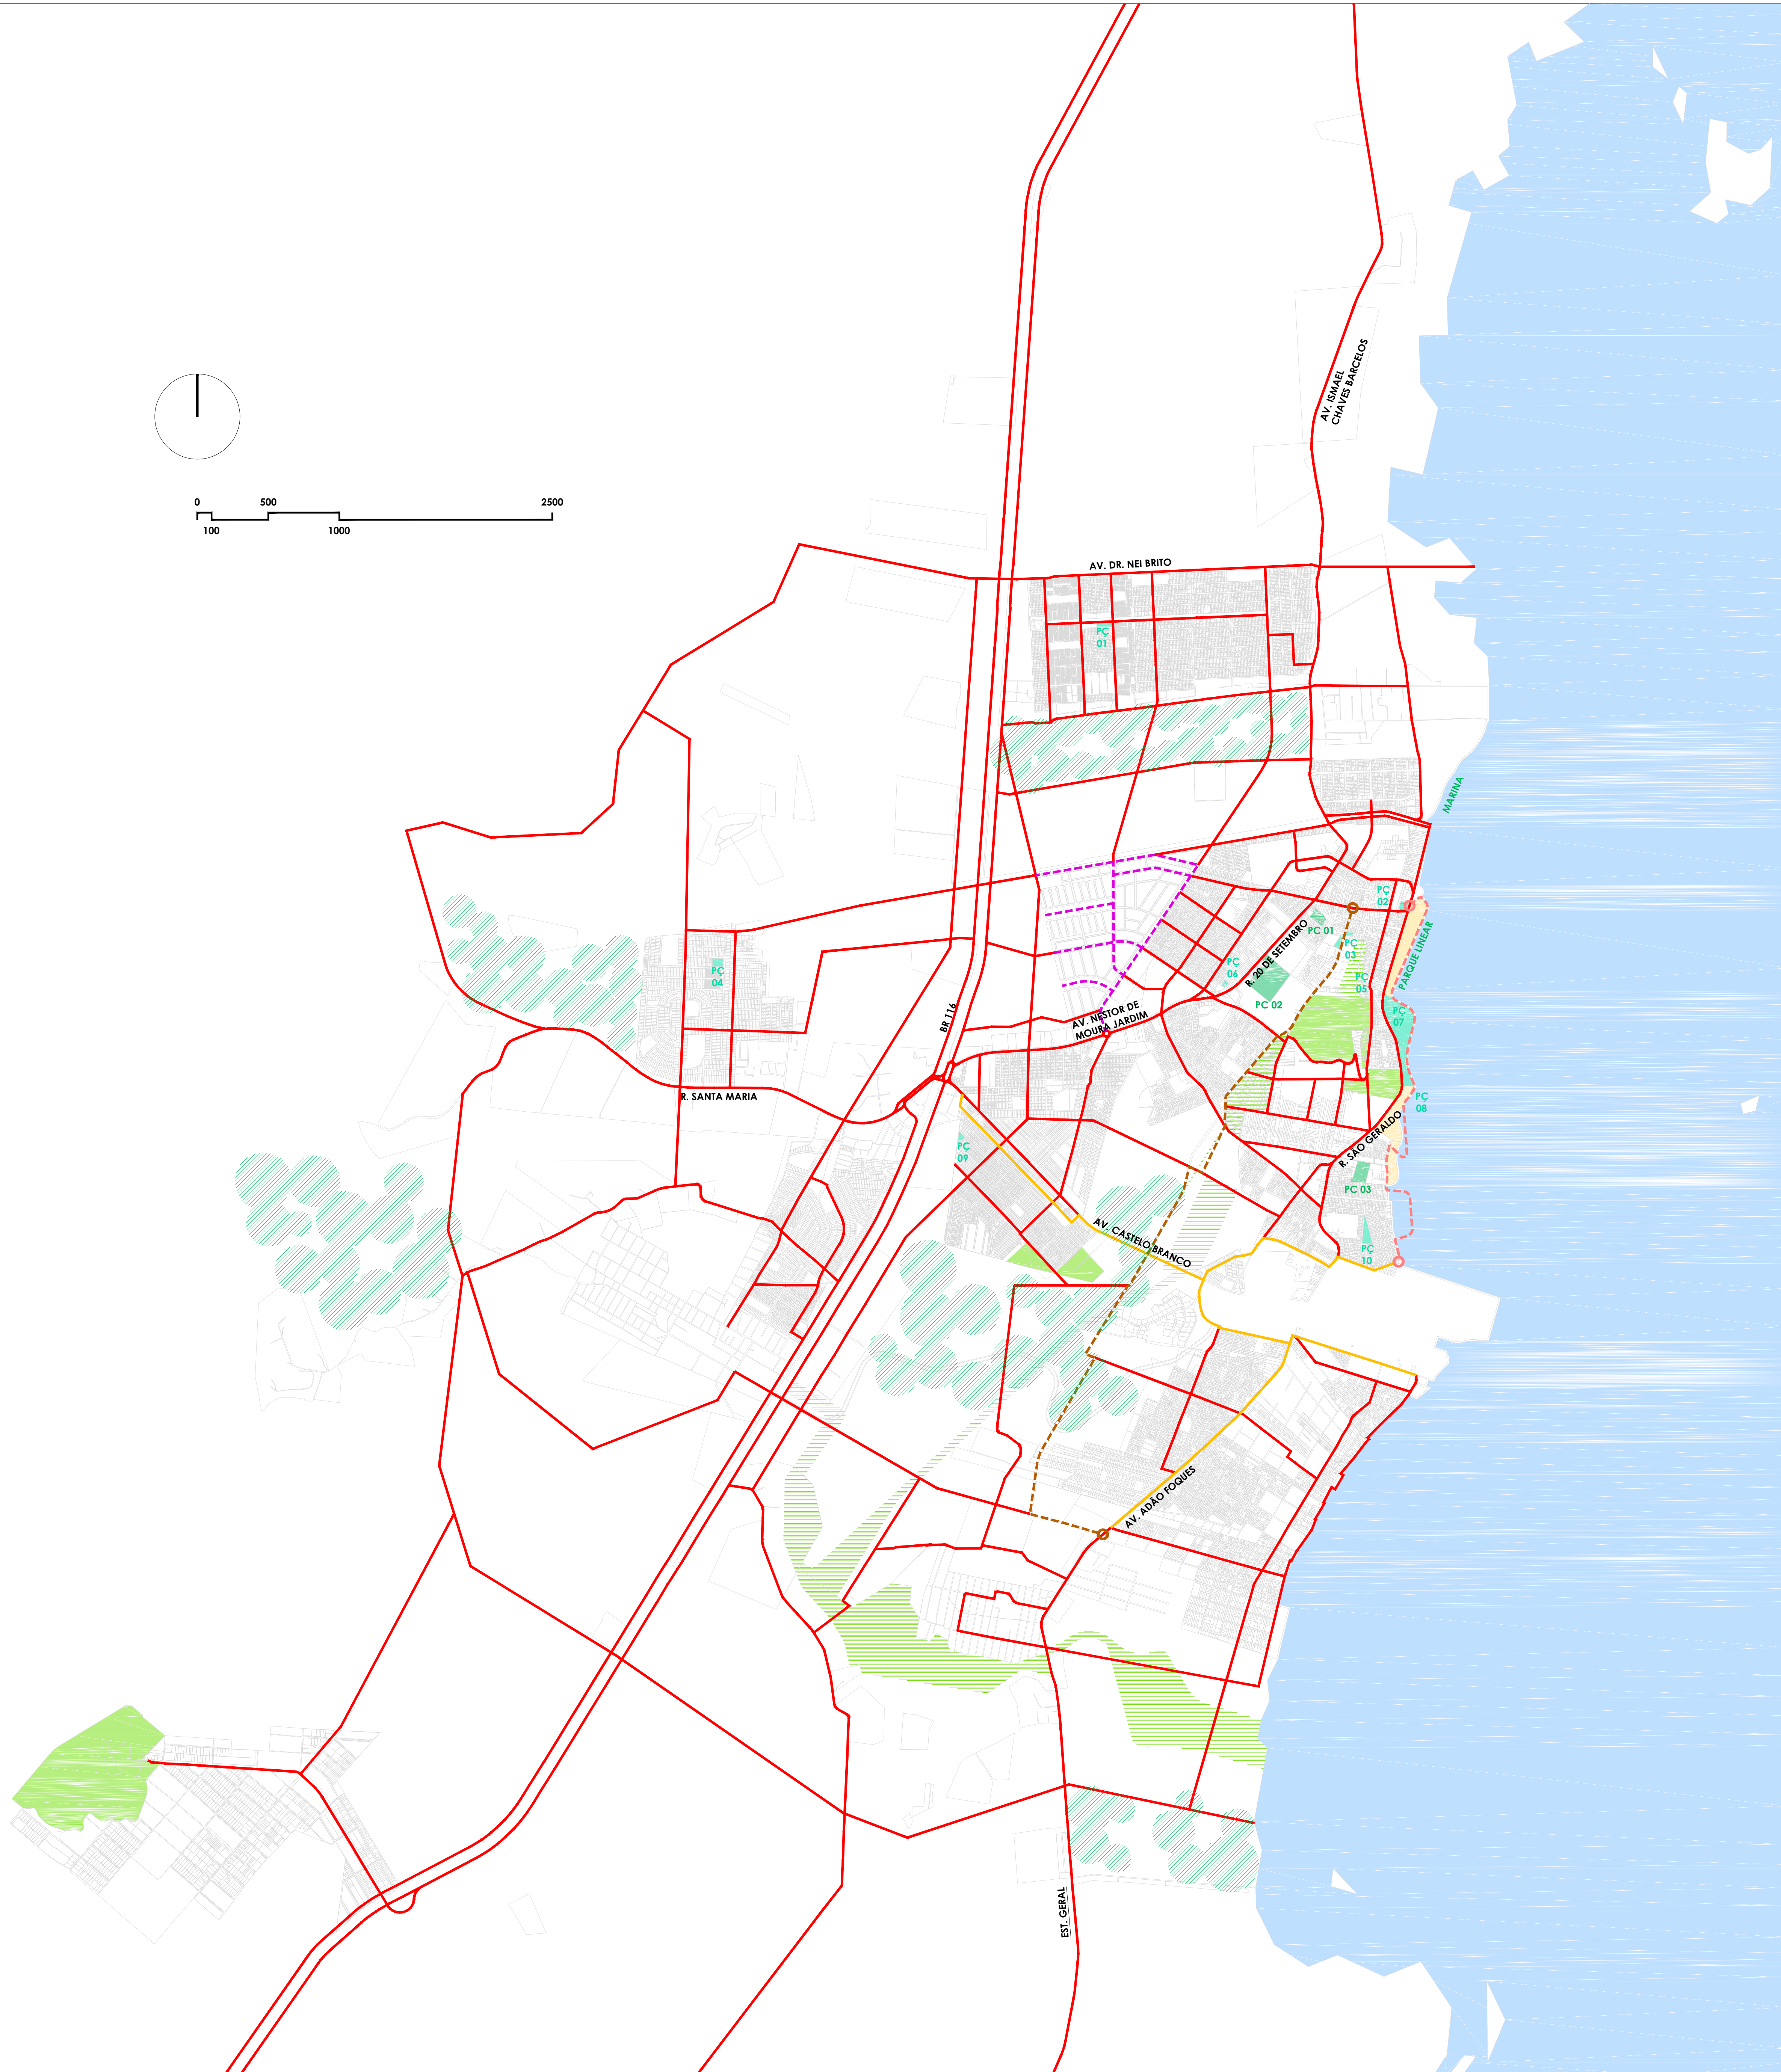 AV. ISMAEL
CHAVES BARCELOS
0
500
2500
100
1000
AV. DR. NEI BRITO
PÇ
01
MARINA
PÇ
02
PC 01
R. 20 DE SETEMBRO
PÇ
03
PARQUE LINEAR
PÇ
06
PÇ
04
PÇ
05
PC 02
BR 116
AV. NESTOR DE
MOURA JARDIM
PÇ
07
R. SANTA MARIA
PÇ
08
R. SAO GERALDO
PÇ
09
PC 03
AV. CASTELO BRANCO
PÇ
10
AV. ADÃO FOQUES
EST. GERAL